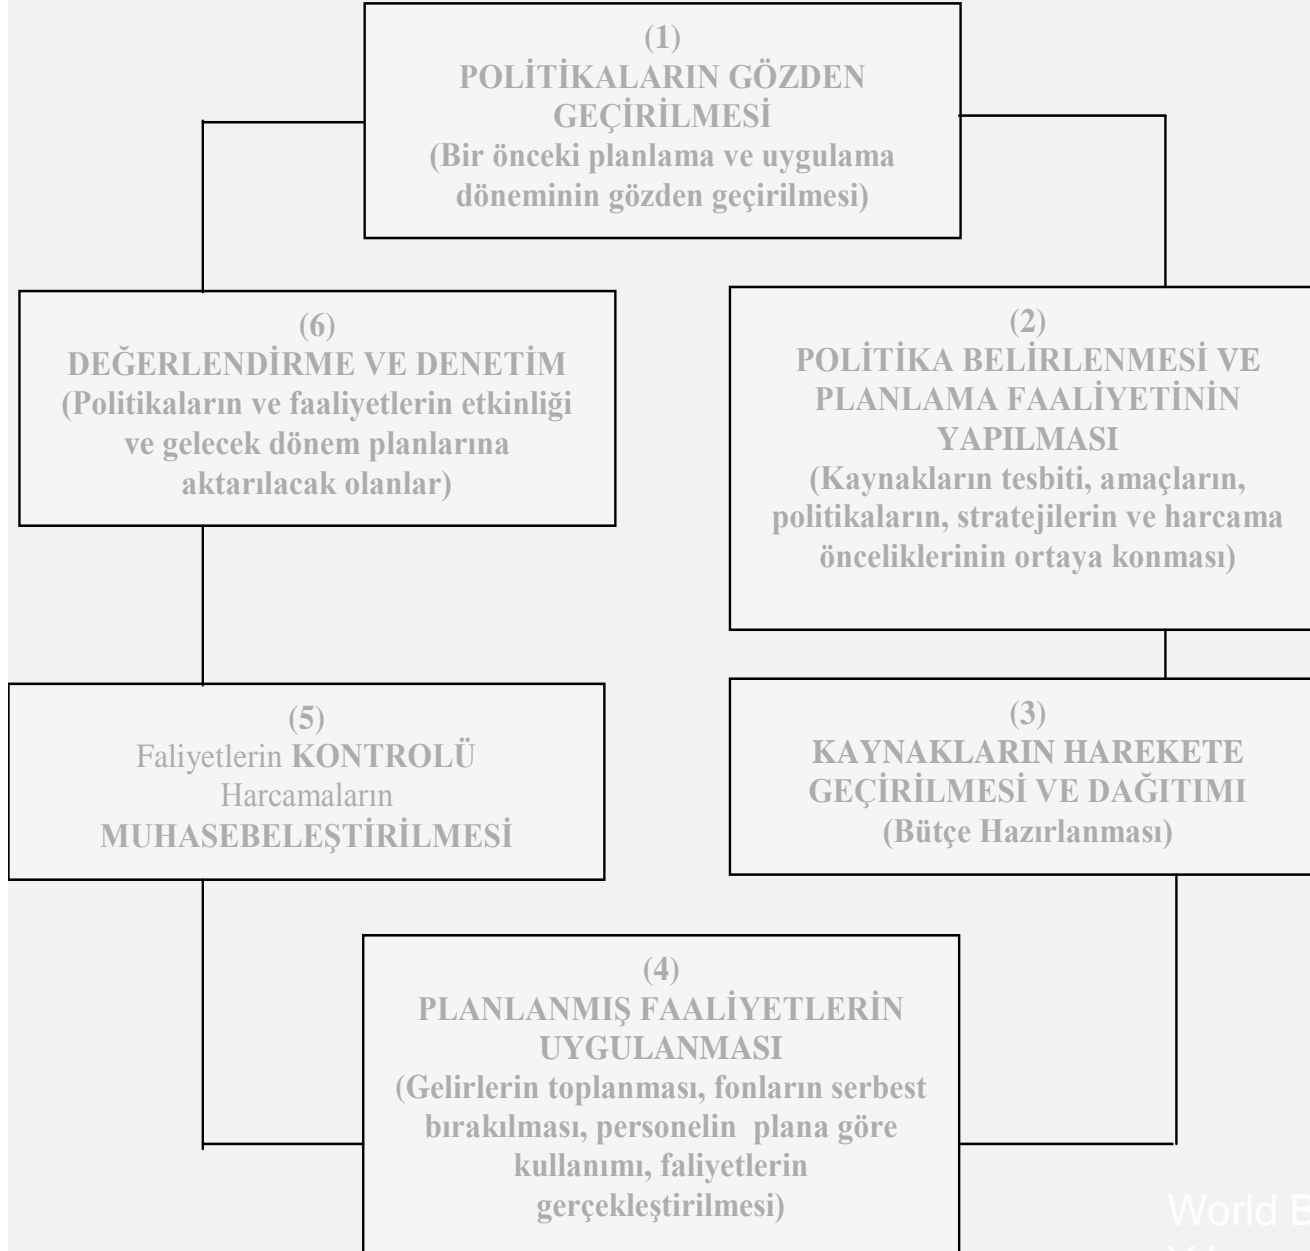 (1)
POLİTİKALARIN GÖZDEN
GEÇİRİLMESİ
(Bir önceki planlama ve uygulama
döneminin gözden geçirilmesi)
(2)
POLİTİKA BELİRLENMESİ VE
PLANLAMA FAALİYETİNİN
YAPILMASI
(Kaynakların tesbiti, amaçların,
politikaların, stratejilerin ve harcama
önceliklerinin ortaya konması)
(3)
KAYNAKLARIN HAREKETE
GEÇİRİLMESİ VE DAĞITIMI
(Bütçe Hazırlanması)
(4)
PLANLANMIŞ FAALİYETLERİN
UYGULANMASI
(Gelirlerin toplanması, fonların serbest
bırakılması, personelin plana göre
kullanımı, faliyetlerin
gerçekleştirilmesi)
(5)
Faliyetlerin KONTROLÜ
Harcamaların
MUHASEBELEŞTİRİLMESİ
(6)
DEĞERLENDİRME VE DENETİM
(Politikaların ve faaliyetlerin etkinliği
ve gelecek dönem planlarına
aktarılacak olanlar)
World B